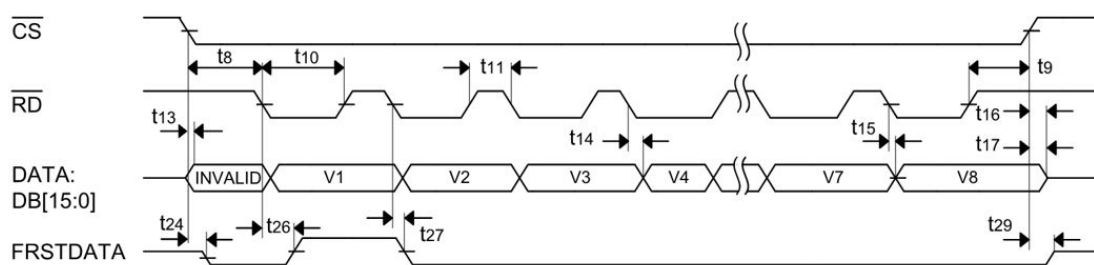 CS
t8
t10
t11
t9
RD
t13
t14
t15
t16
t17
DATA:
DB[15:0]
INVALID
V1
V2
V3
V4
V7
V8
t24
t26
t27
t29
FRSTDATA